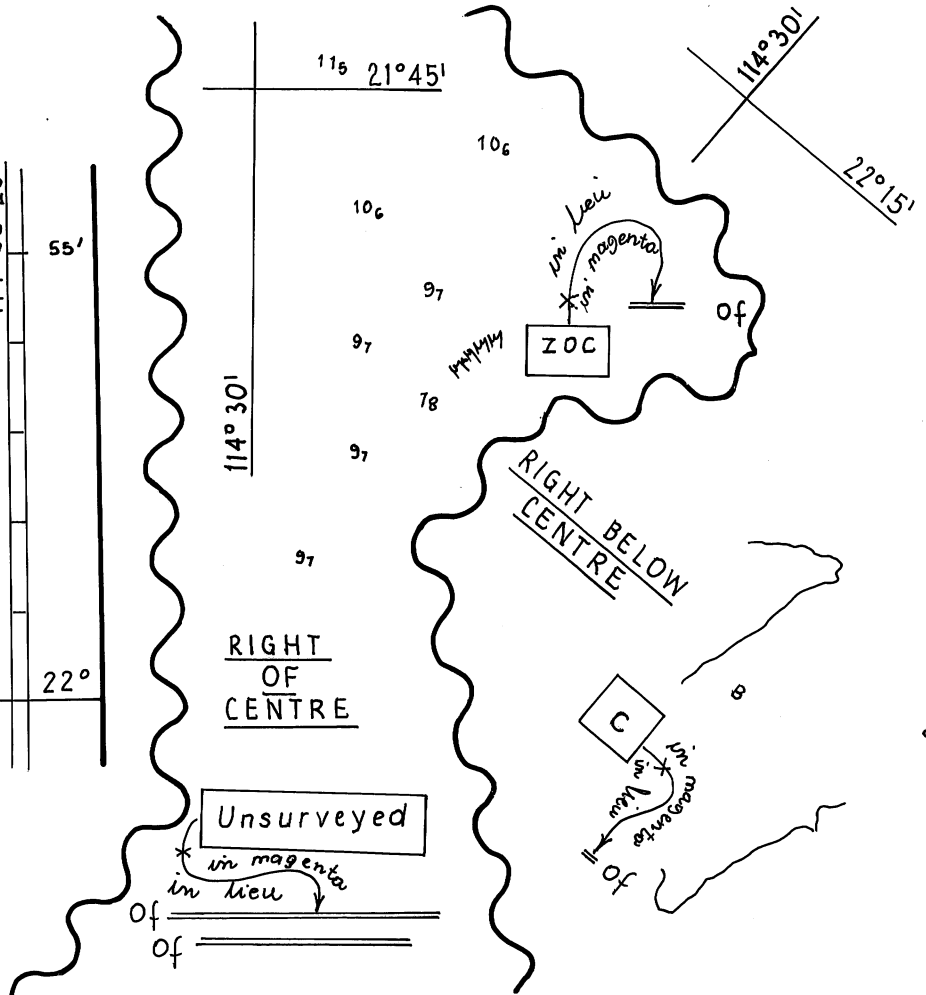 11₅ 21°45'
114°30'
22°15'
10₆
10₆
55'
in lieu
in magenta
9₇
Of
ZOC
9₇
7₈
114°30'
9₇
RIGHT BELOW
CENTRE
9₇
RIGHT
OF
CENTRE
22°
B
C
in magenta
in lieu
Of
Unsurveyed
in magenta
in lieu
Of
Of